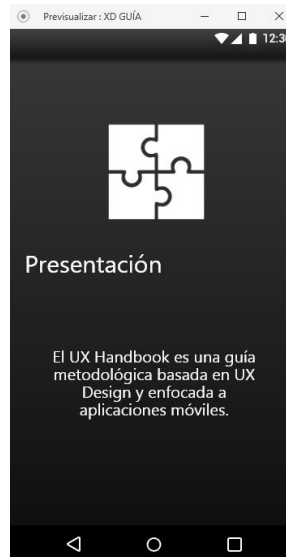 Previsualizar : XD GUÍA
12:30
Presentación
El UX Handbook es una guía
metodológica basada en UX
Design y enfocada a
aplicaciones móviles.